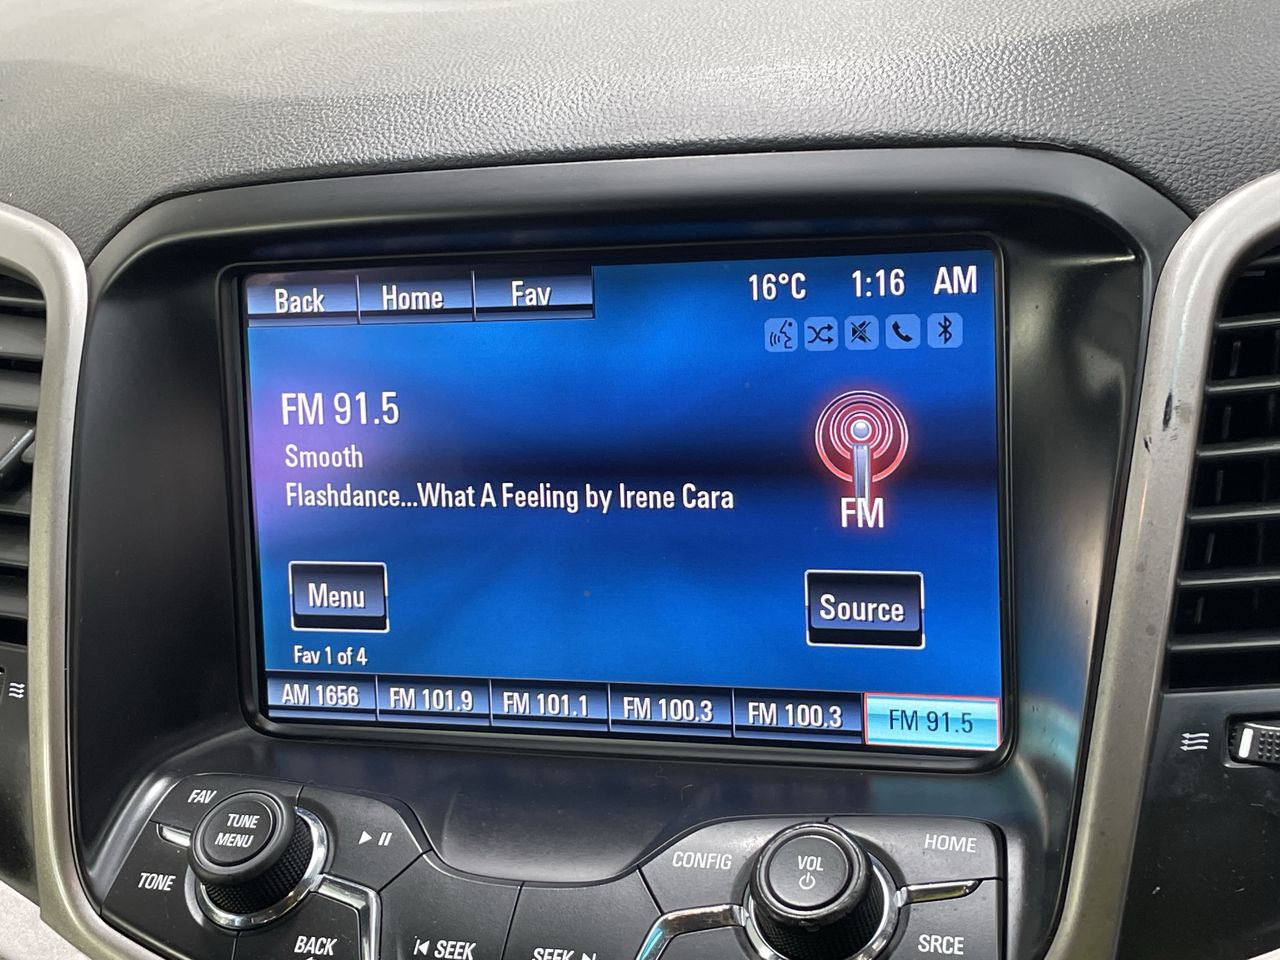 Back Home Fav 16°C 1:16 AM
FM 91.5
Smooth
Flashdance...What A Feeling by Irene Cara
FM
Menu Source
Fav 1 of 4
AM 1656 FM 101.9 FM 101.1 FM 100.3 FM 100.3 FM 91.5
FAV TUNE MENU
TONE
BACK
SEEK
SEEK
CONFIG VOL HOME
SRCE